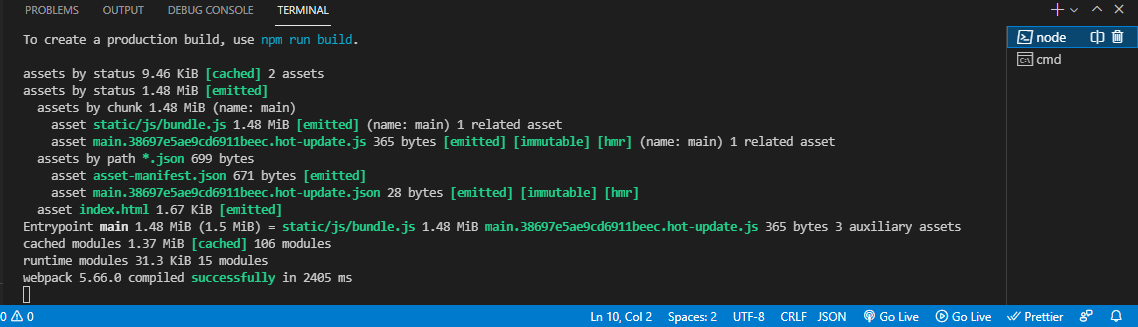 PROBLEMS OUTPUT DEBUG CONSOLE TERMINAL
To create a production build, use npm run build.
node
cmd
assets by status 9.46 KiB [cached] 2 assets
assets by status 1.48 MiB [emitted]
assets by chunk 1.48 MiB (name: main)
asset static/js/bundle.js 1.48 MiB [emitted] (name: main) 1 related asset
asset main.38697e5ae9cd6911beec.hot-update.js 365 bytes [emitted] [immutable] [hmr] (name: main) 1 related asset
assets by path *.json 699 bytes
asset asset-manifest.json 671 bytes [emitted]
asset main.38697e5ae9cd6911beec.hot-update.json 28 bytes [emitted] [immutable] [hmr]
asset index.html 1.67 KiB [emitted]
Entrypoint main 1.48 MiB (1.5 MiB) = static/js/bundle.js 1.48 MiB main.38697e5ae9cd6911beec.hot-update.js 365 bytes 3 auxiliary assets
cached modules 1.37 MiB [cached] 106 modules
runtime modules 31.3 KiB 15 modules
webpack 5.66.0 compiled successfully in 2405 ms
0 0 Ln 10, Col 2 Spaces: 2 UTF-8 CRLF JSON Go Live Go Live Prettier